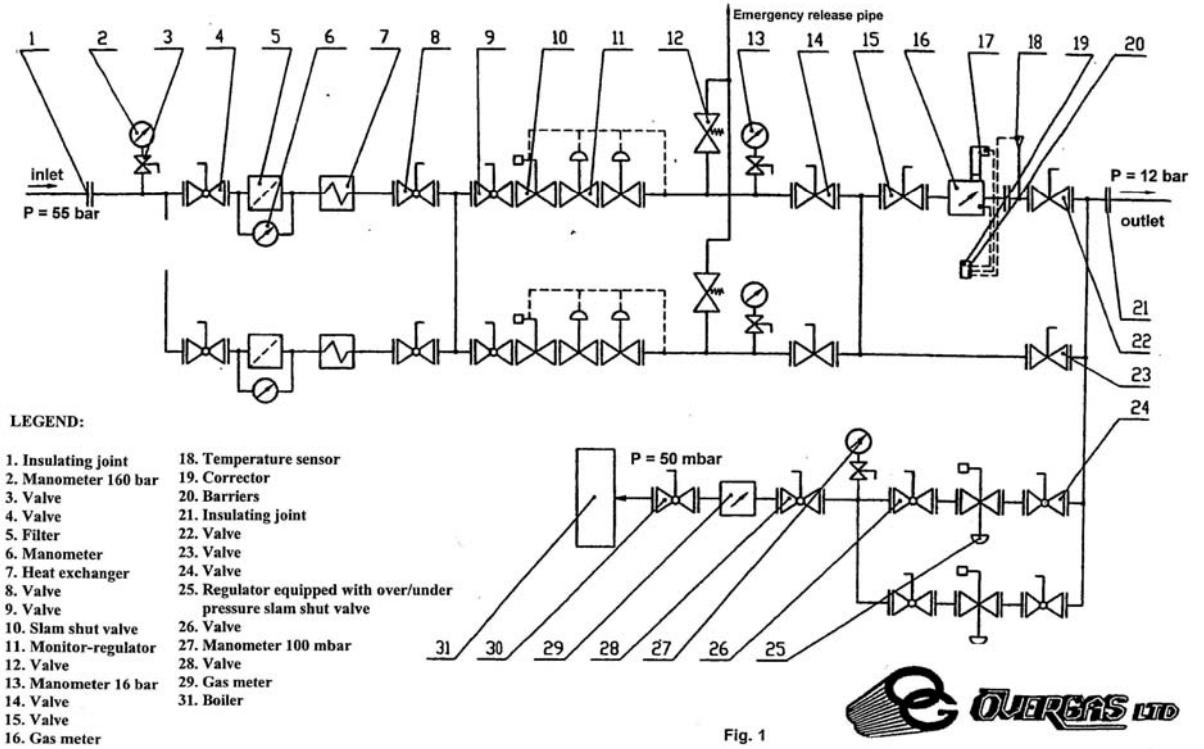 Emergency release pipe
1 2 3 4 5 6 7 8 9 10 11 12 13 14 15 16 17 18 19 20
inlet
P = 55 bar
P = 12 bar
outlet
21
22
23
24
P = 50 mbar
31 30 29 28 27 26 25
LEGEND:
1. Insulating joint
2. Manometer 160 bar
3. Valve
4. Valve
5. Filter
6. Manometer
7. Heat exchanger
8. Valve
9. Valve
10. Slam shut valve
11. Monitor-regulator
12. Valve
13. Manometer 16 bar
14. Valve
15. Valve
16. Gas meter
18. Temperature sensor
19. Corrector
20. Barriers
21. Insulating joint
22. Valve
23. Valve
24. Valve
25. Regulator equipped with over/under
pressure slam shut valve
26. Valve
27. Manometer 100 mbar
28. Valve
29. Gas meter
31. Boiler
Fig. 1
OG OVERGAS LTD